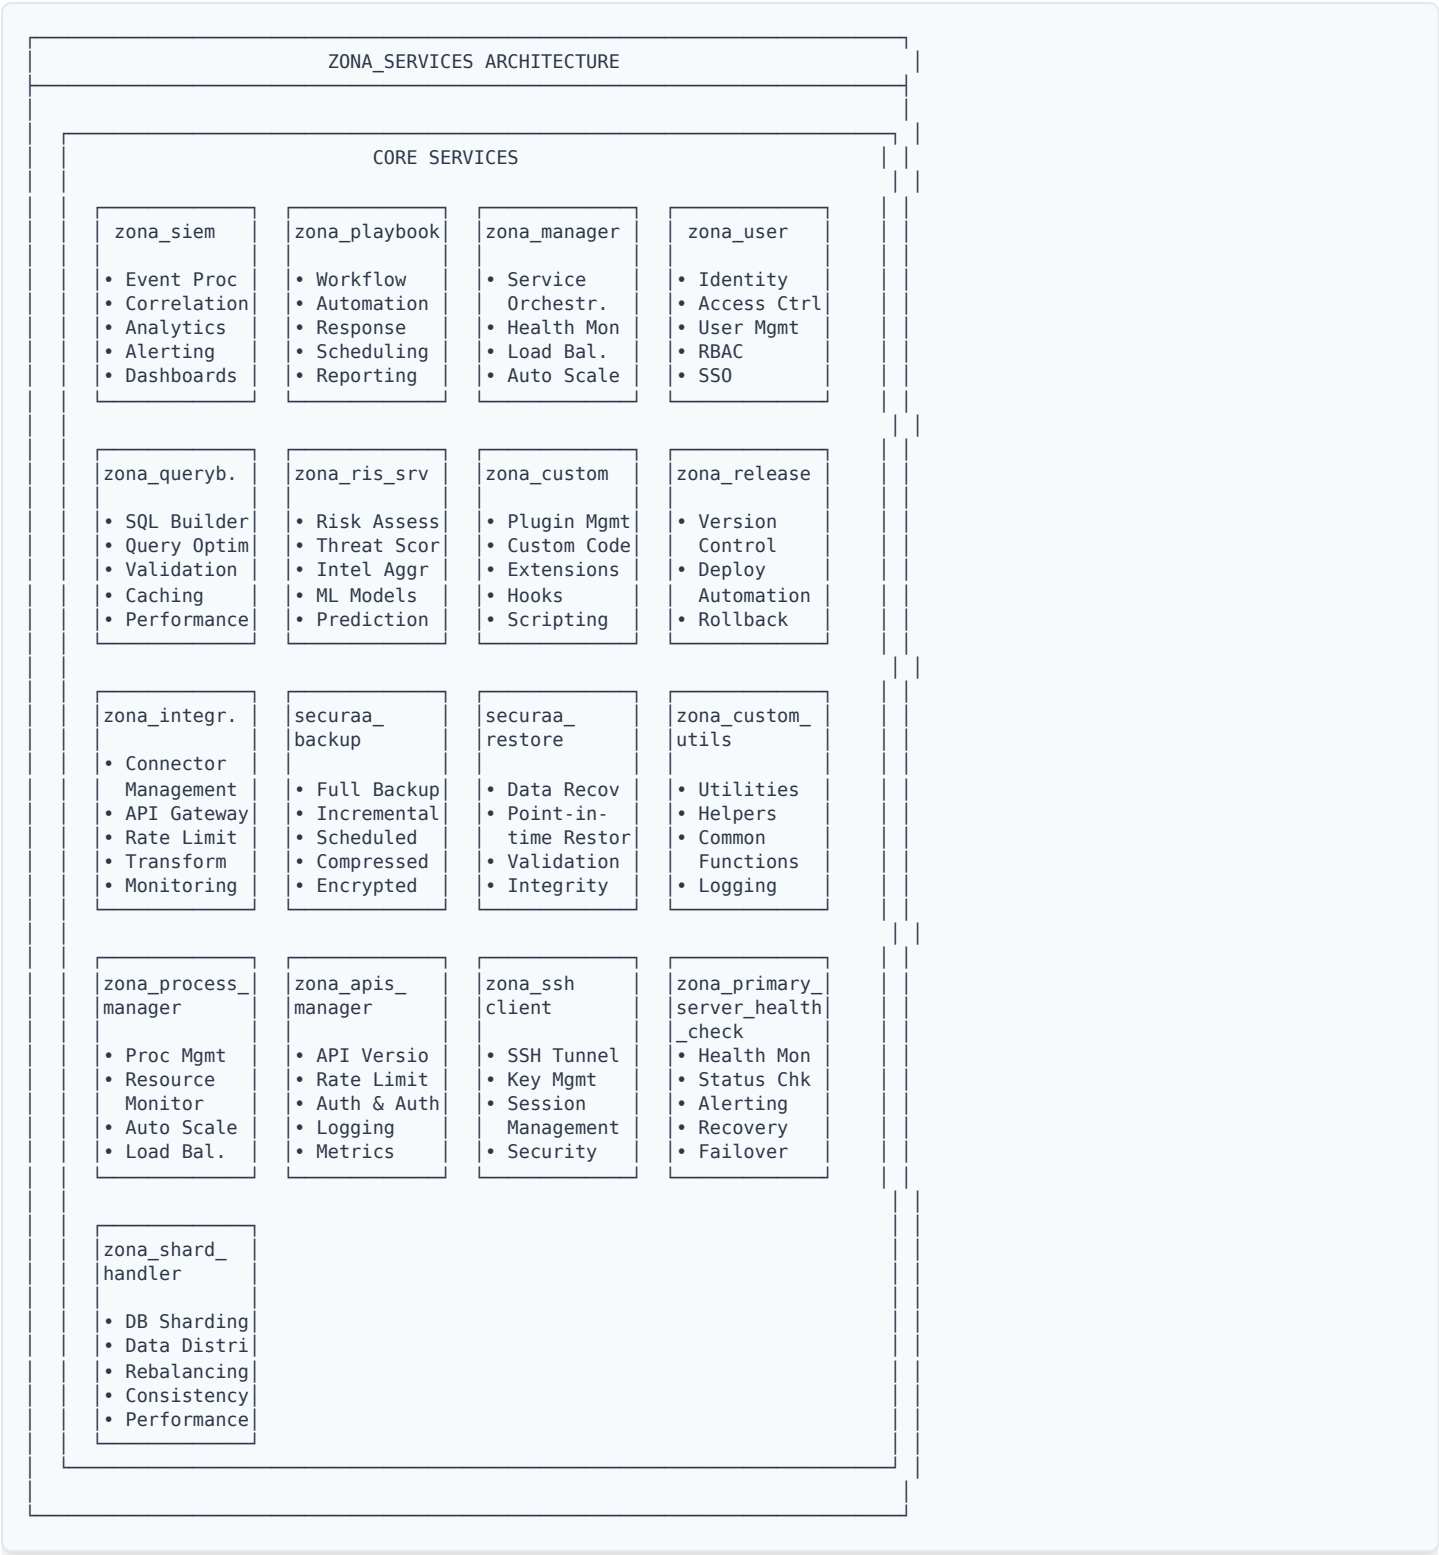 ZONA_SERVICES ARCHITECTURE
CORE SERVICES
zona_siem
• Event Proc
• Correlation
• Analytics
• Alerting
• Dashboards
zona_playbook
• Workflow
• Automation
• Response
• Scheduling
• Reporting
zona_manager
• Service
Orchestr.
• Health Mon
• Load Bal.
• Auto Scale
zona_user
• Identity
• Access Ctrl
• User Mgmt
• RBAC
• SSO
zona_queryb.
• SQL Builder
• Query Optim
• Validation
• Caching
• Performance
zona_ris_srv
• Risk Assess
• Threat Scor
• Intel Aggr
• ML Models
• Prediction
zona_custom
• Plugin Mgmt
• Custom Code
• Extensions
• Hooks
• Scripting
zona_release
• Version
Control
• Deploy
Automation
• Rollback
zona_integr.
• Connector
Management
• API Gateway
• Rate Limit
• Transform
• Monitoring
securaa_
backup
• Full Backup
• Incremental
• Scheduled
• Compressed
• Encrypted
securaa_
restore
• Data Recov
• Point-in-
time Restor
• Validation
• Integrity
zona_custom_
utils
• Utilities
• Helpers
• Common
Functions
• Logging
zona_process_
manager
• Proc Mgmt
• Resource
Monitor
• Auto Scale
• Load Bal.
zona_apis_
manager
• API Versio
• Rate Limit
• Auth & Auth
• Logging
• Metrics
zona_ssh
client
• SSH Tunnel
• Key Mgmt
• Session
Management
• Security
zona_primary_
server_health
_check
• Health Mon
• Status Chk
• Alerting
• Recovery
• Failover
zona_shard_
handler
• DB Sharding
• Data Distri
• Rebalancing
• Consistency
• Performance